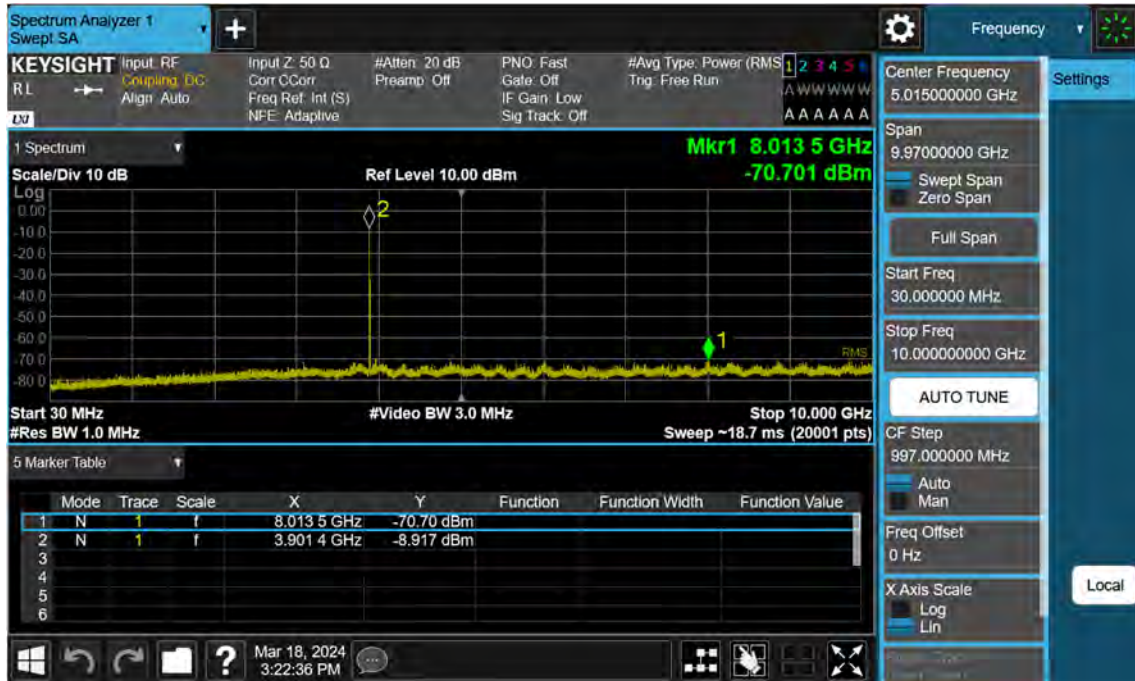 Spectrum Analyzer 1
Swept SA
Frequency
KEYSIGHT
RL
LXI
Input: RF
Coupling: DC
Align: Auto
Input Z: 50 Ω
Corr CCorr
Freq Ref: Int (S)
NFE: Adaptive
#Atten: 20 dB
Preamp: Off
PNO: Fast
Gate: Off
IF Gain: Low
Sig Track: Off
#Avg Type: Power (RMS
Trig: Free Run
1 2 3 4 5 6
A W W W W W
A A A A A A
1 Spectrum
Scale/Div 10 dB
Ref Level 10.00 dBm
Mkr1 8.013 5 GHz
-70.701 dBm
Log
0.00
-10.0
-20.0
-30.0
-40.0
-50.0
-60.0
-70.0
-80.0
2
1
RMS
Start 30 MHz
#Video BW 3.0 MHz
Stop 10.000 GHz
#Res BW 1.0 MHz
Sweep ~18.7 ms (20001 pts)
5 Marker Table
Mode Trace Scale X Y Function Function Width Function Value
1 N 1 f 8.013 5 GHz -70.70 dBm
2 N 1 f 3.901 4 GHz -8.917 dBm
3
4
5
6
Center Frequency
5.015000000 GHz
Settings
Span
9.97000000 GHz
Swept Span
Zero Span
Full Span
Start Freq
30.000000 MHz
Stop Freq
10.000000000 GHz
AUTO TUNE
CF Step
997.000000 MHz
Auto
Man
Freq Offset
0 Hz
X Axis Scale
Log
Lin
Local
?
Mar 18, 2024
3:22:36 PM